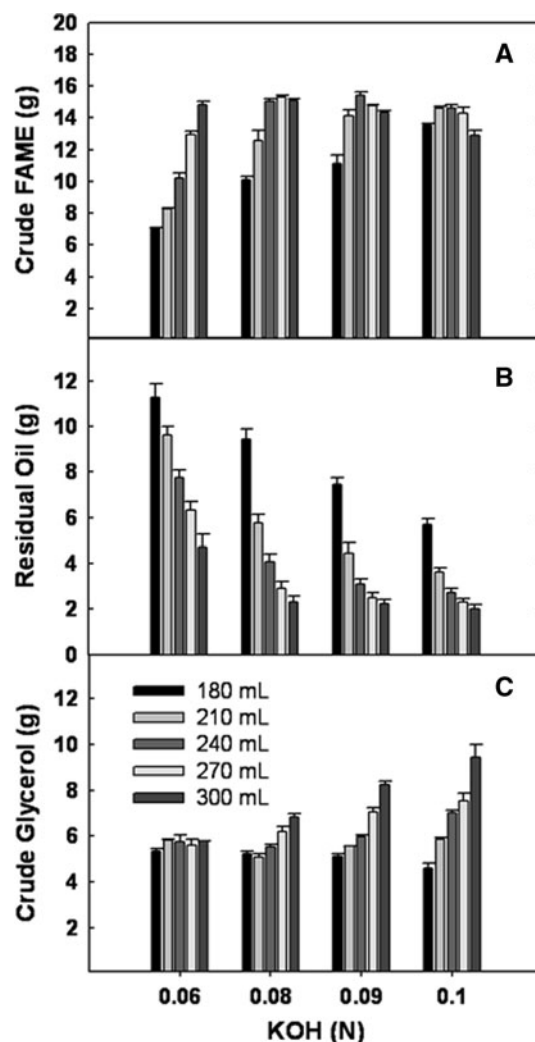 A
Crude FAME (g)
20
18
16
14
12
10
8
6
4
2
B
Residual Oil (g)
12
10
8
6
4
2
0
C
Crude Glycerol (g)
12
10
8
6
4
2
180 mL
210 mL
240 mL
270 mL
300 mL
0.06 0.08 0.09 0.1
KOH (N)